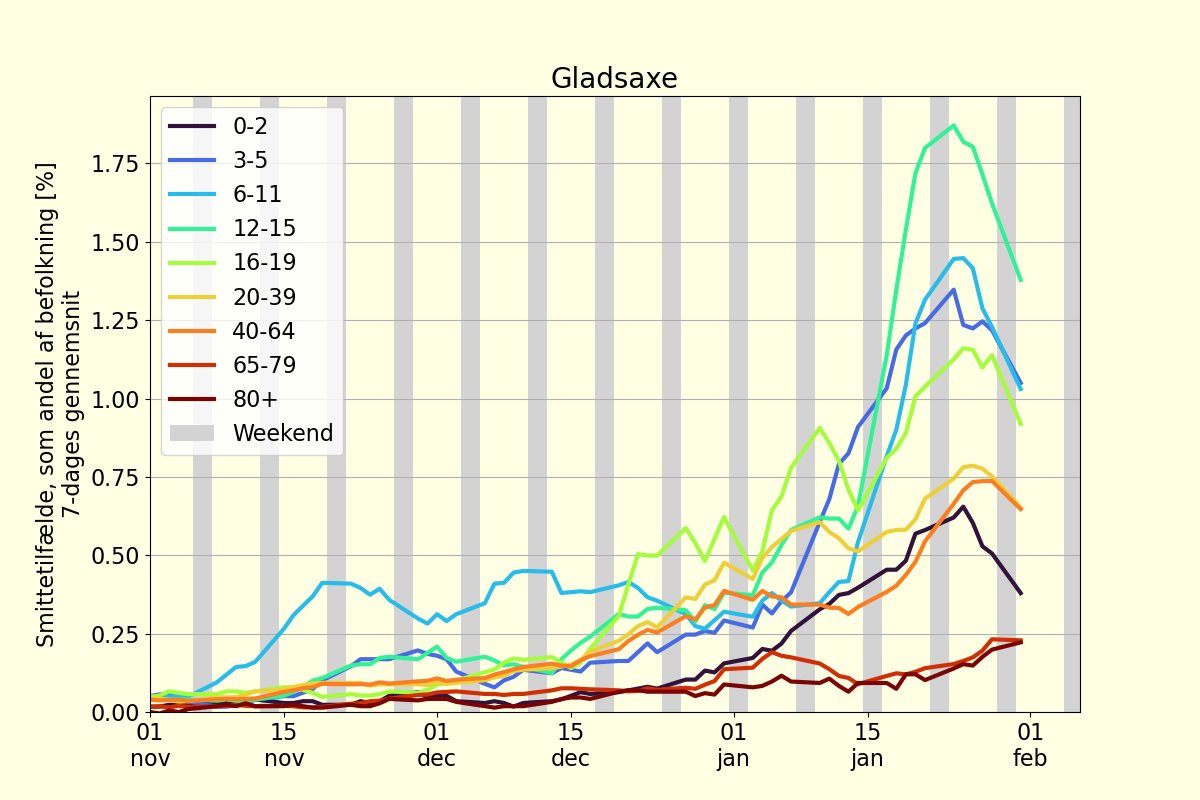 Gladsaxe
Smittetilfælde, som andel af befolkning [%]
7-dages gennemsnit
1.75
1.50
1.25
1.00
0.75
0.50
0.25
0.00
0-2
3-5
6-11
12-15
16-19
20-39
40-64
65-79
80+
Weekend
01 15 01 15 01 15 01
nov nov dec dec jan jan feb